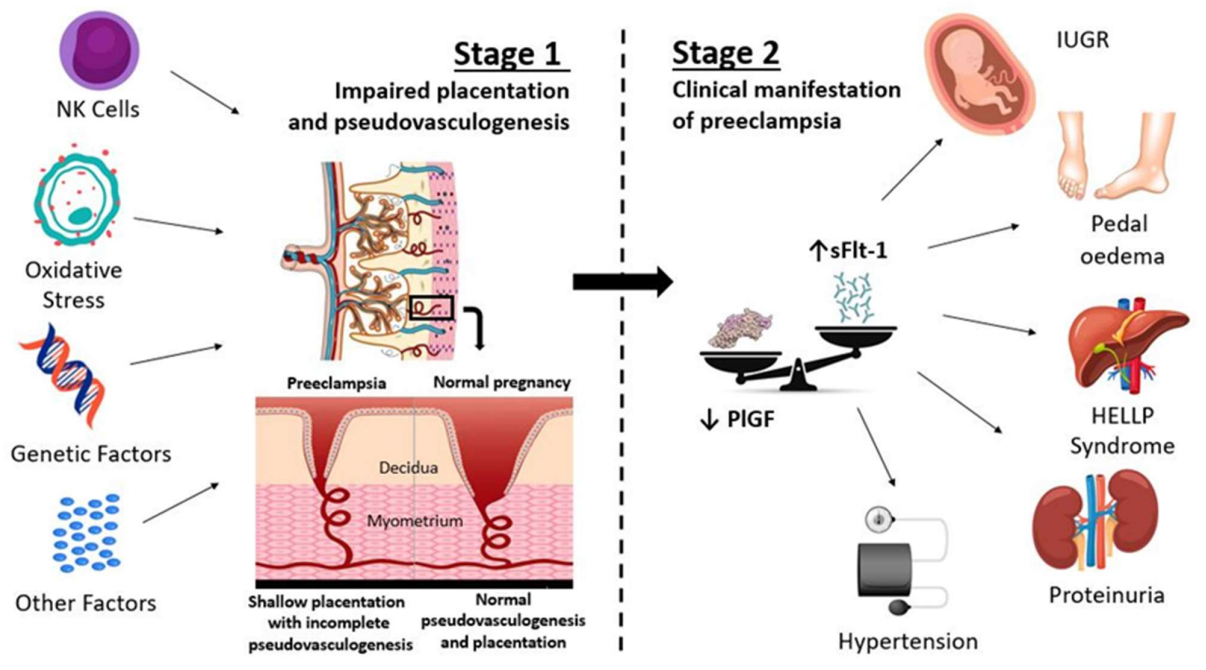 NK Cells
Oxidative
Stress
Genetic Factors
Other Factors
Stage 1
Impaired placentation
and pseudovasculogenesis
Preeclampsia
Normal pregnancy
Decidua
Myometrium
Shallow placentation
with incomplete
pseudovasculogenesis
Normal
pseudovasculogenesis
and placentation
Stage 2
Clinical manifestation
of preeclampsia
↑sFlt-1
↓ PlGF
IUGR
Pedal
oedema
HELLP
Syndrome
Proteinuria
Hypertension